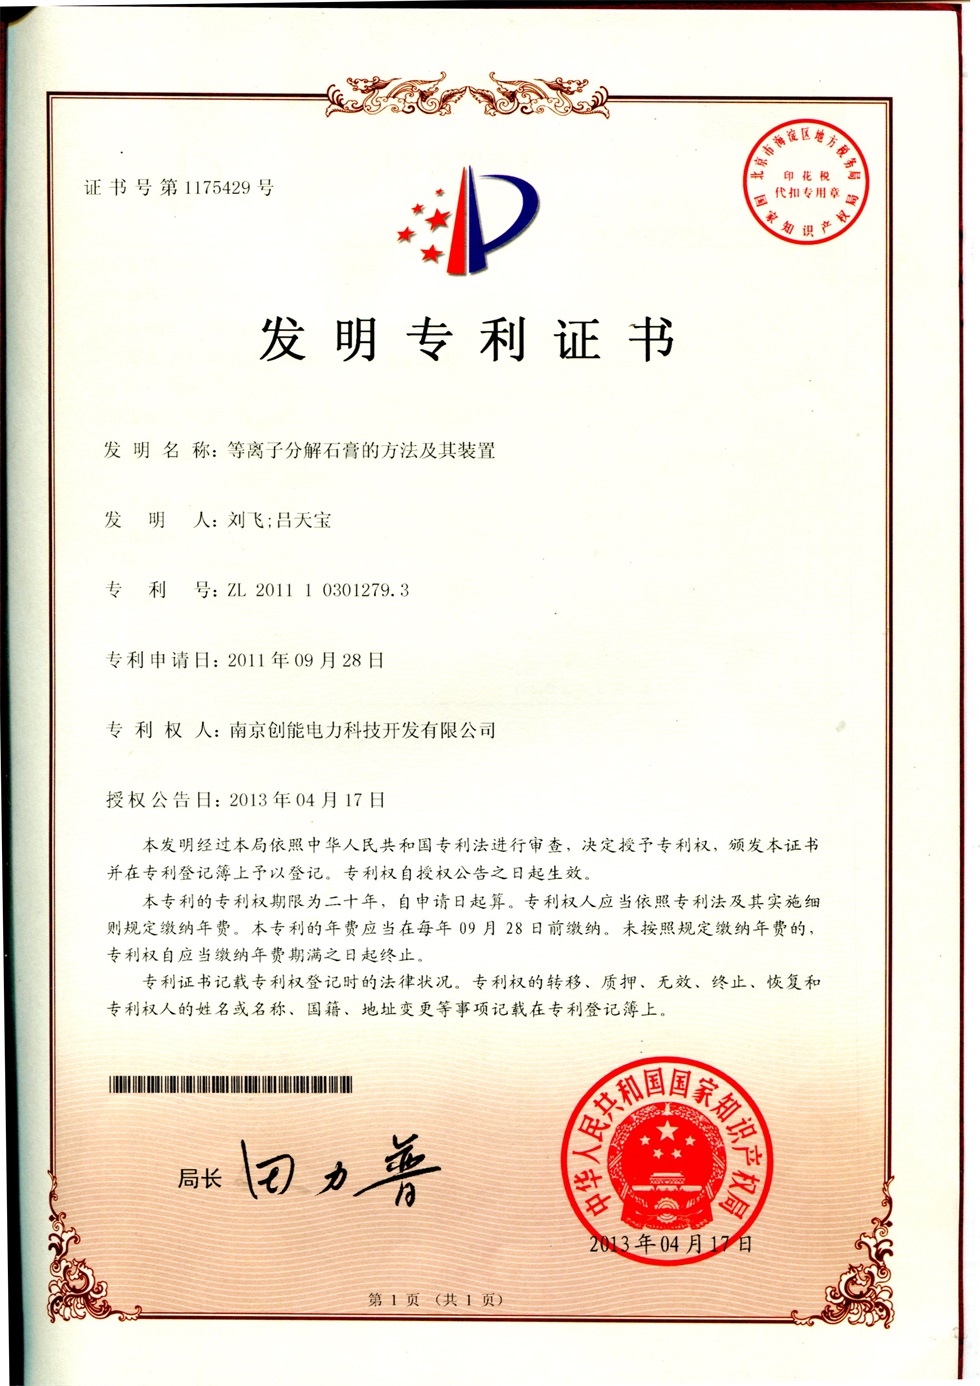 证书号第1175429号
北京市海淀区地方税务局
印花税
代扣专用章
国家知识产权局
发明专利证书
发明名称：等离子分解石膏的方法及其装置
发明人：刘飞;吕天宝
专利号：ZL 2011 1 0301279.3
专利申请日：2011年09月28日
专利权人：南京创能电力科技开发有限公司
授权公告日：2013年04月17日
本发明经过本局依照中华人民共和国专利法进行审查，决定授予专利权，颁发本证书
并在专利登记簿上予以登记。专利权自授权公告之日起生效。
本专利的专利权期限为二十年，自申请日起算。专利权人应当依照专利法及其实施细
则规定缴纳年费。本专利的年费应当在每年09月28日前缴纳。未按照规定缴纳年费的，
专利权自应当缴纳年费期满之日起终止。
专利证书记载专利权登记时的法律状况。专利权的转移、质押、无效、终止、恢复和
专利权人的姓名或名称、国籍、地址变更等事项记载在专利登记簿上。
局长 田力普
中华人民共和国国家知识产权局
2013年04月17日
第1页（共1页）